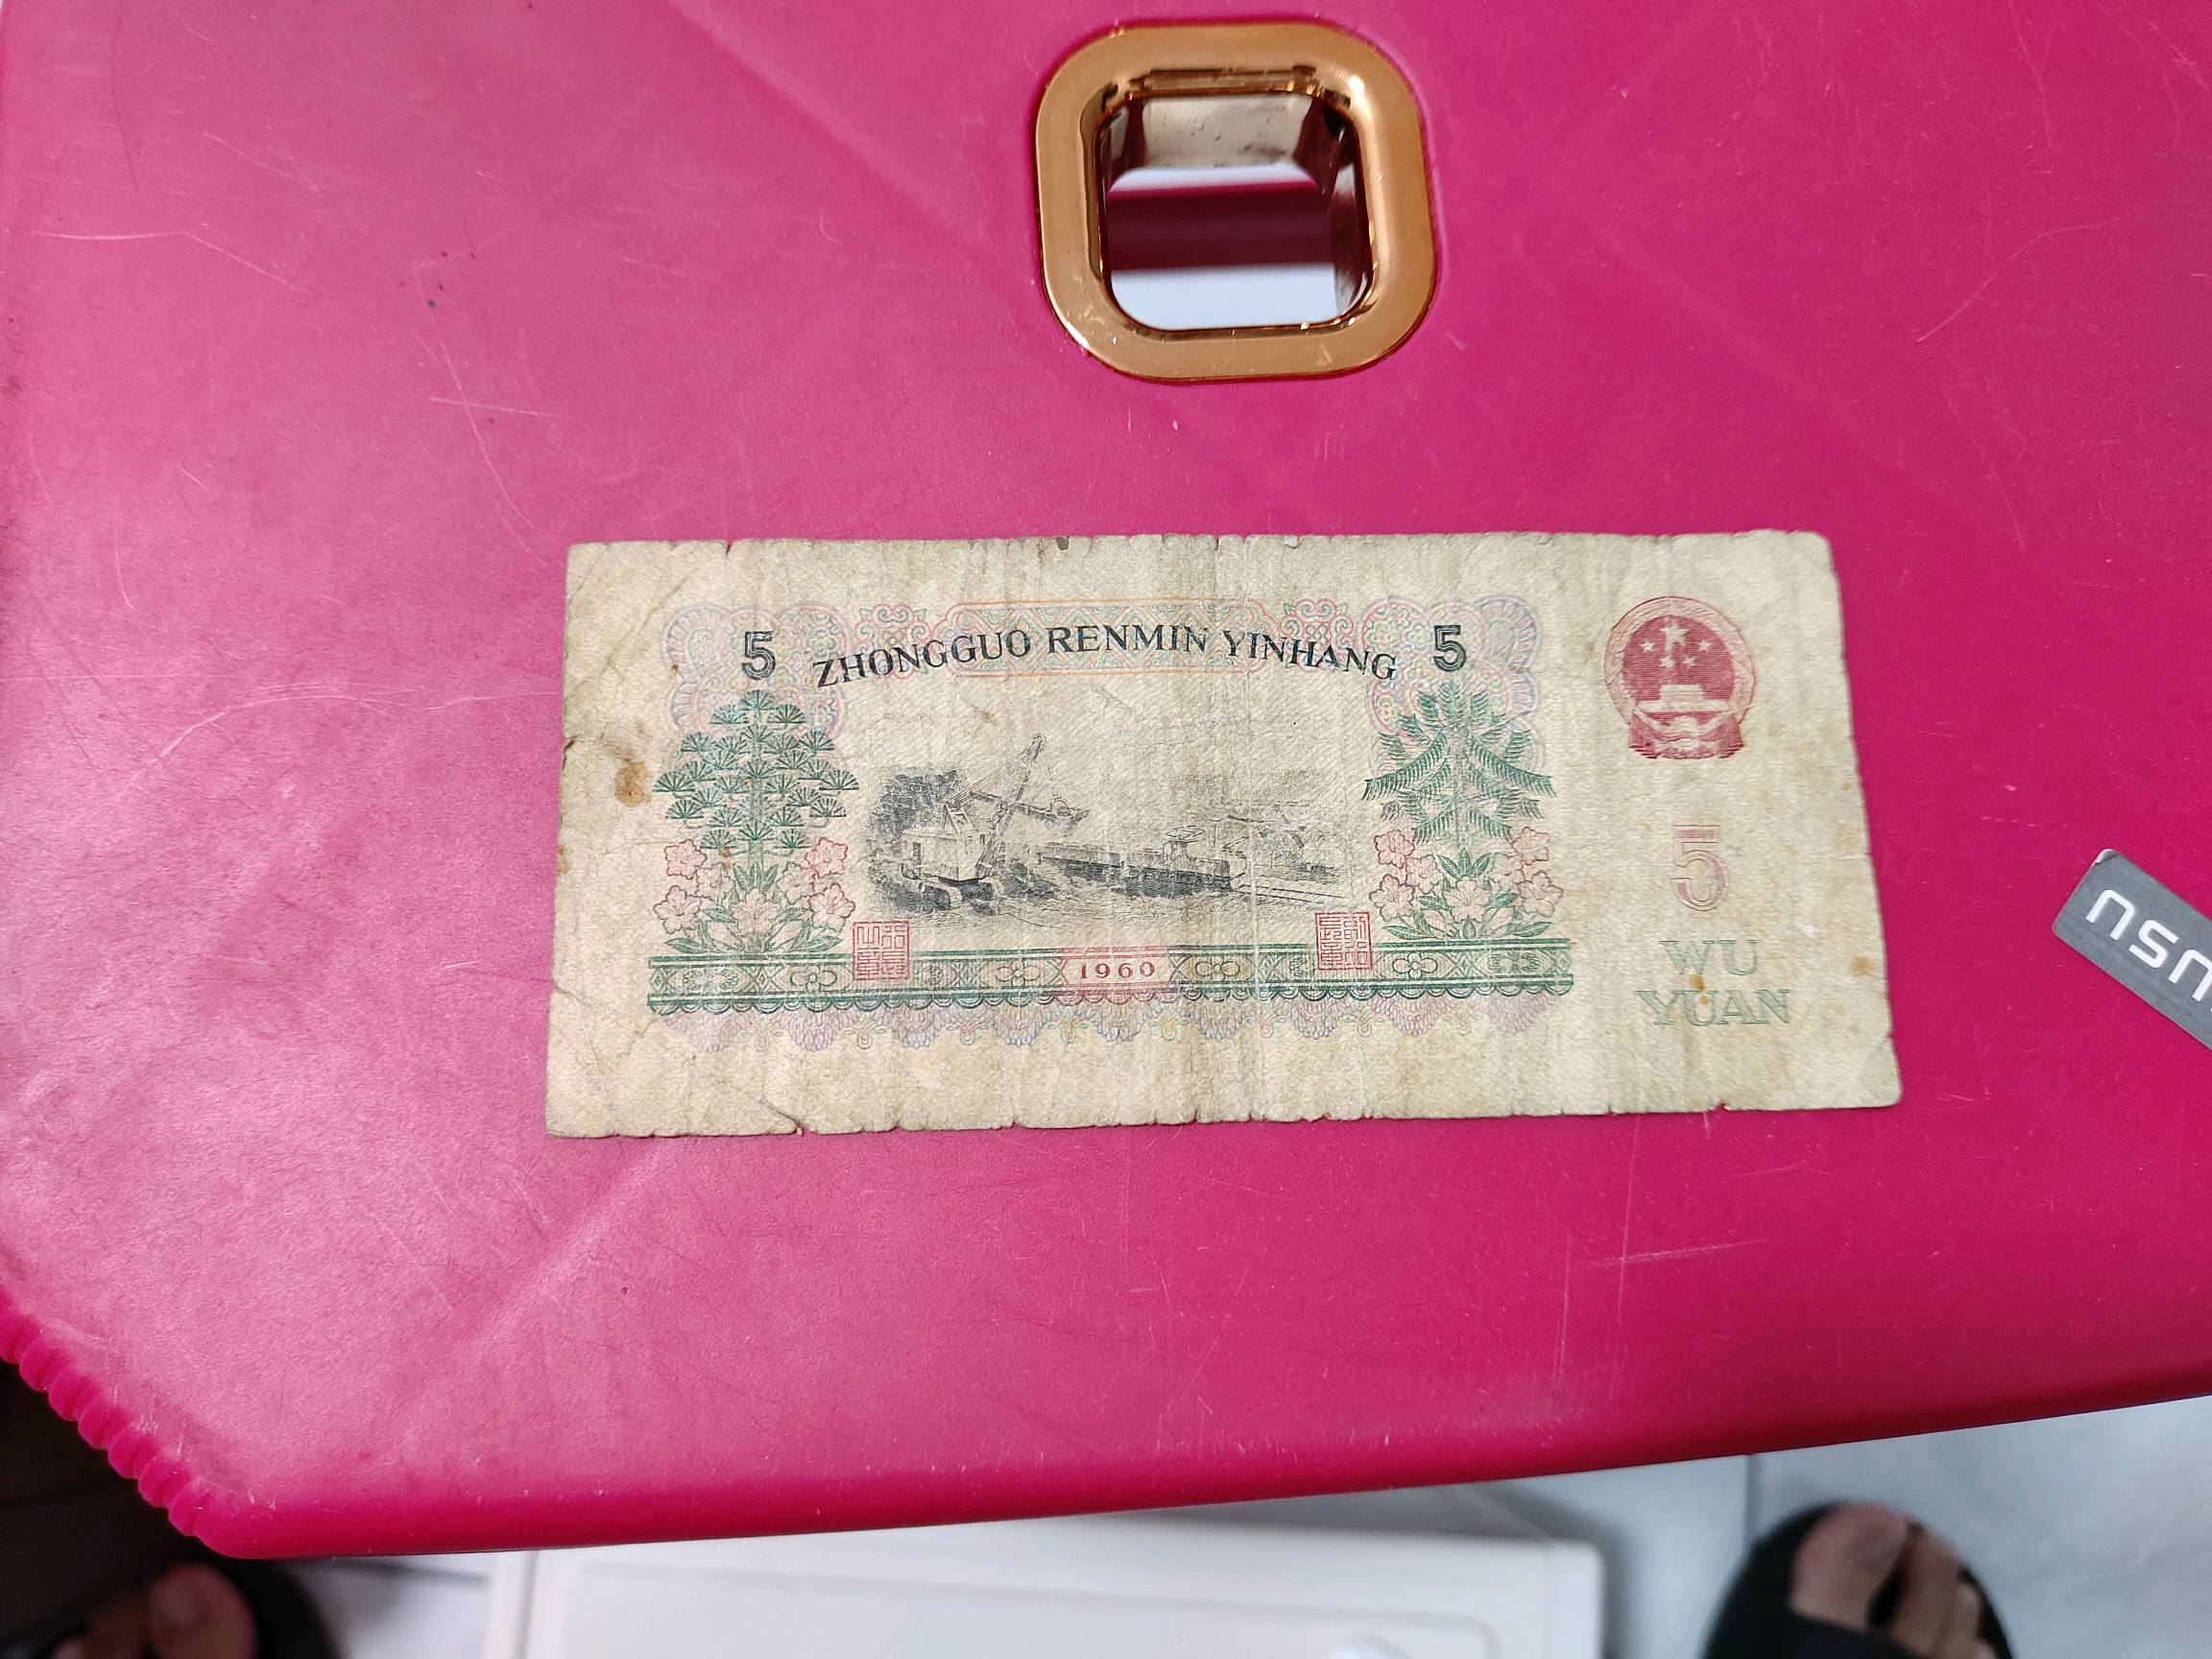 5 ZHONGGUO RENMIN YINHANG 5
5
WU
YUAN
1960
nsn